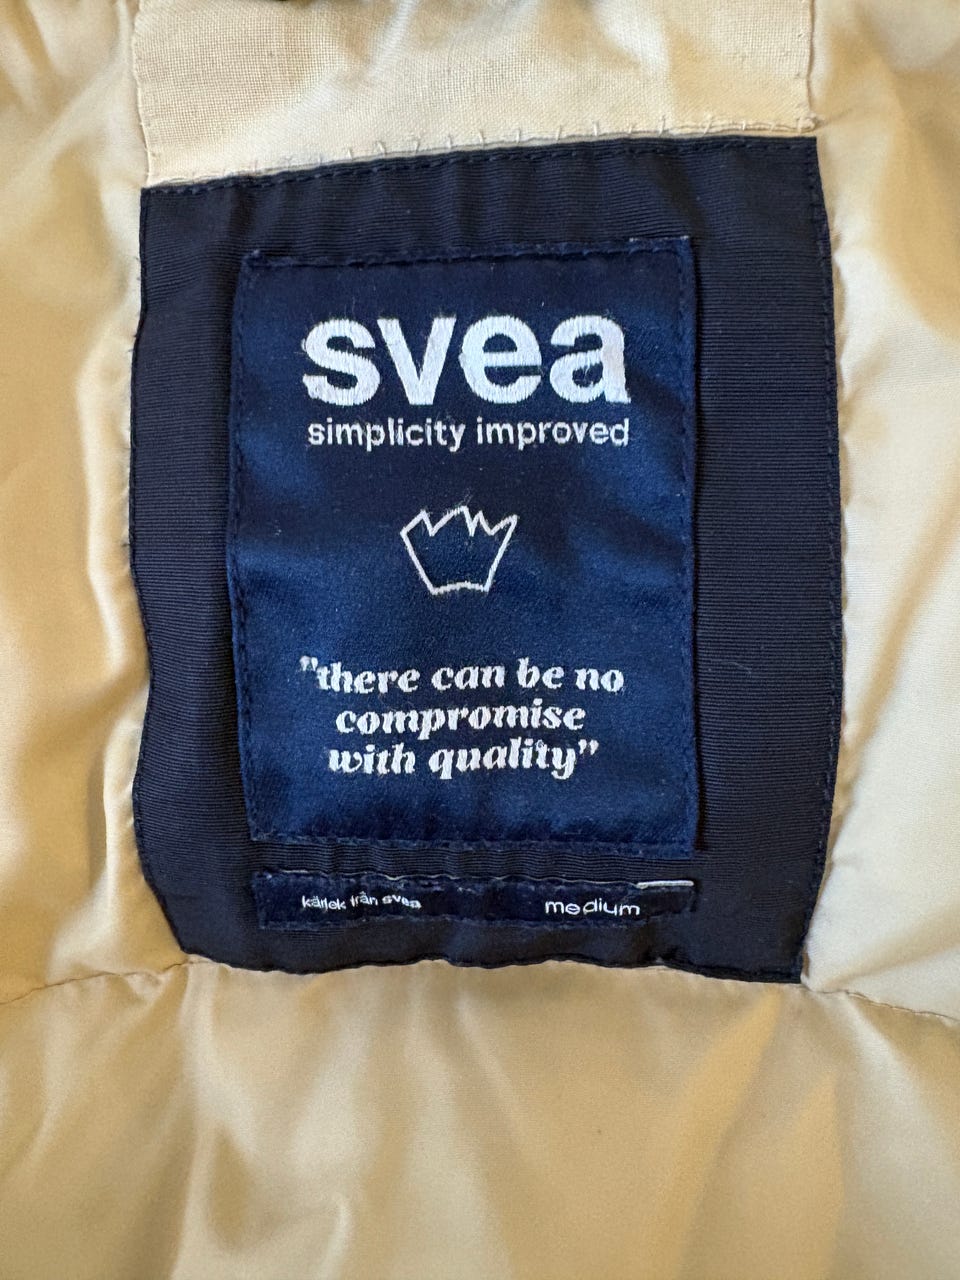 svea
simplicity improved
"there can be no
compromise
with quality"
kärlek från svea
medium